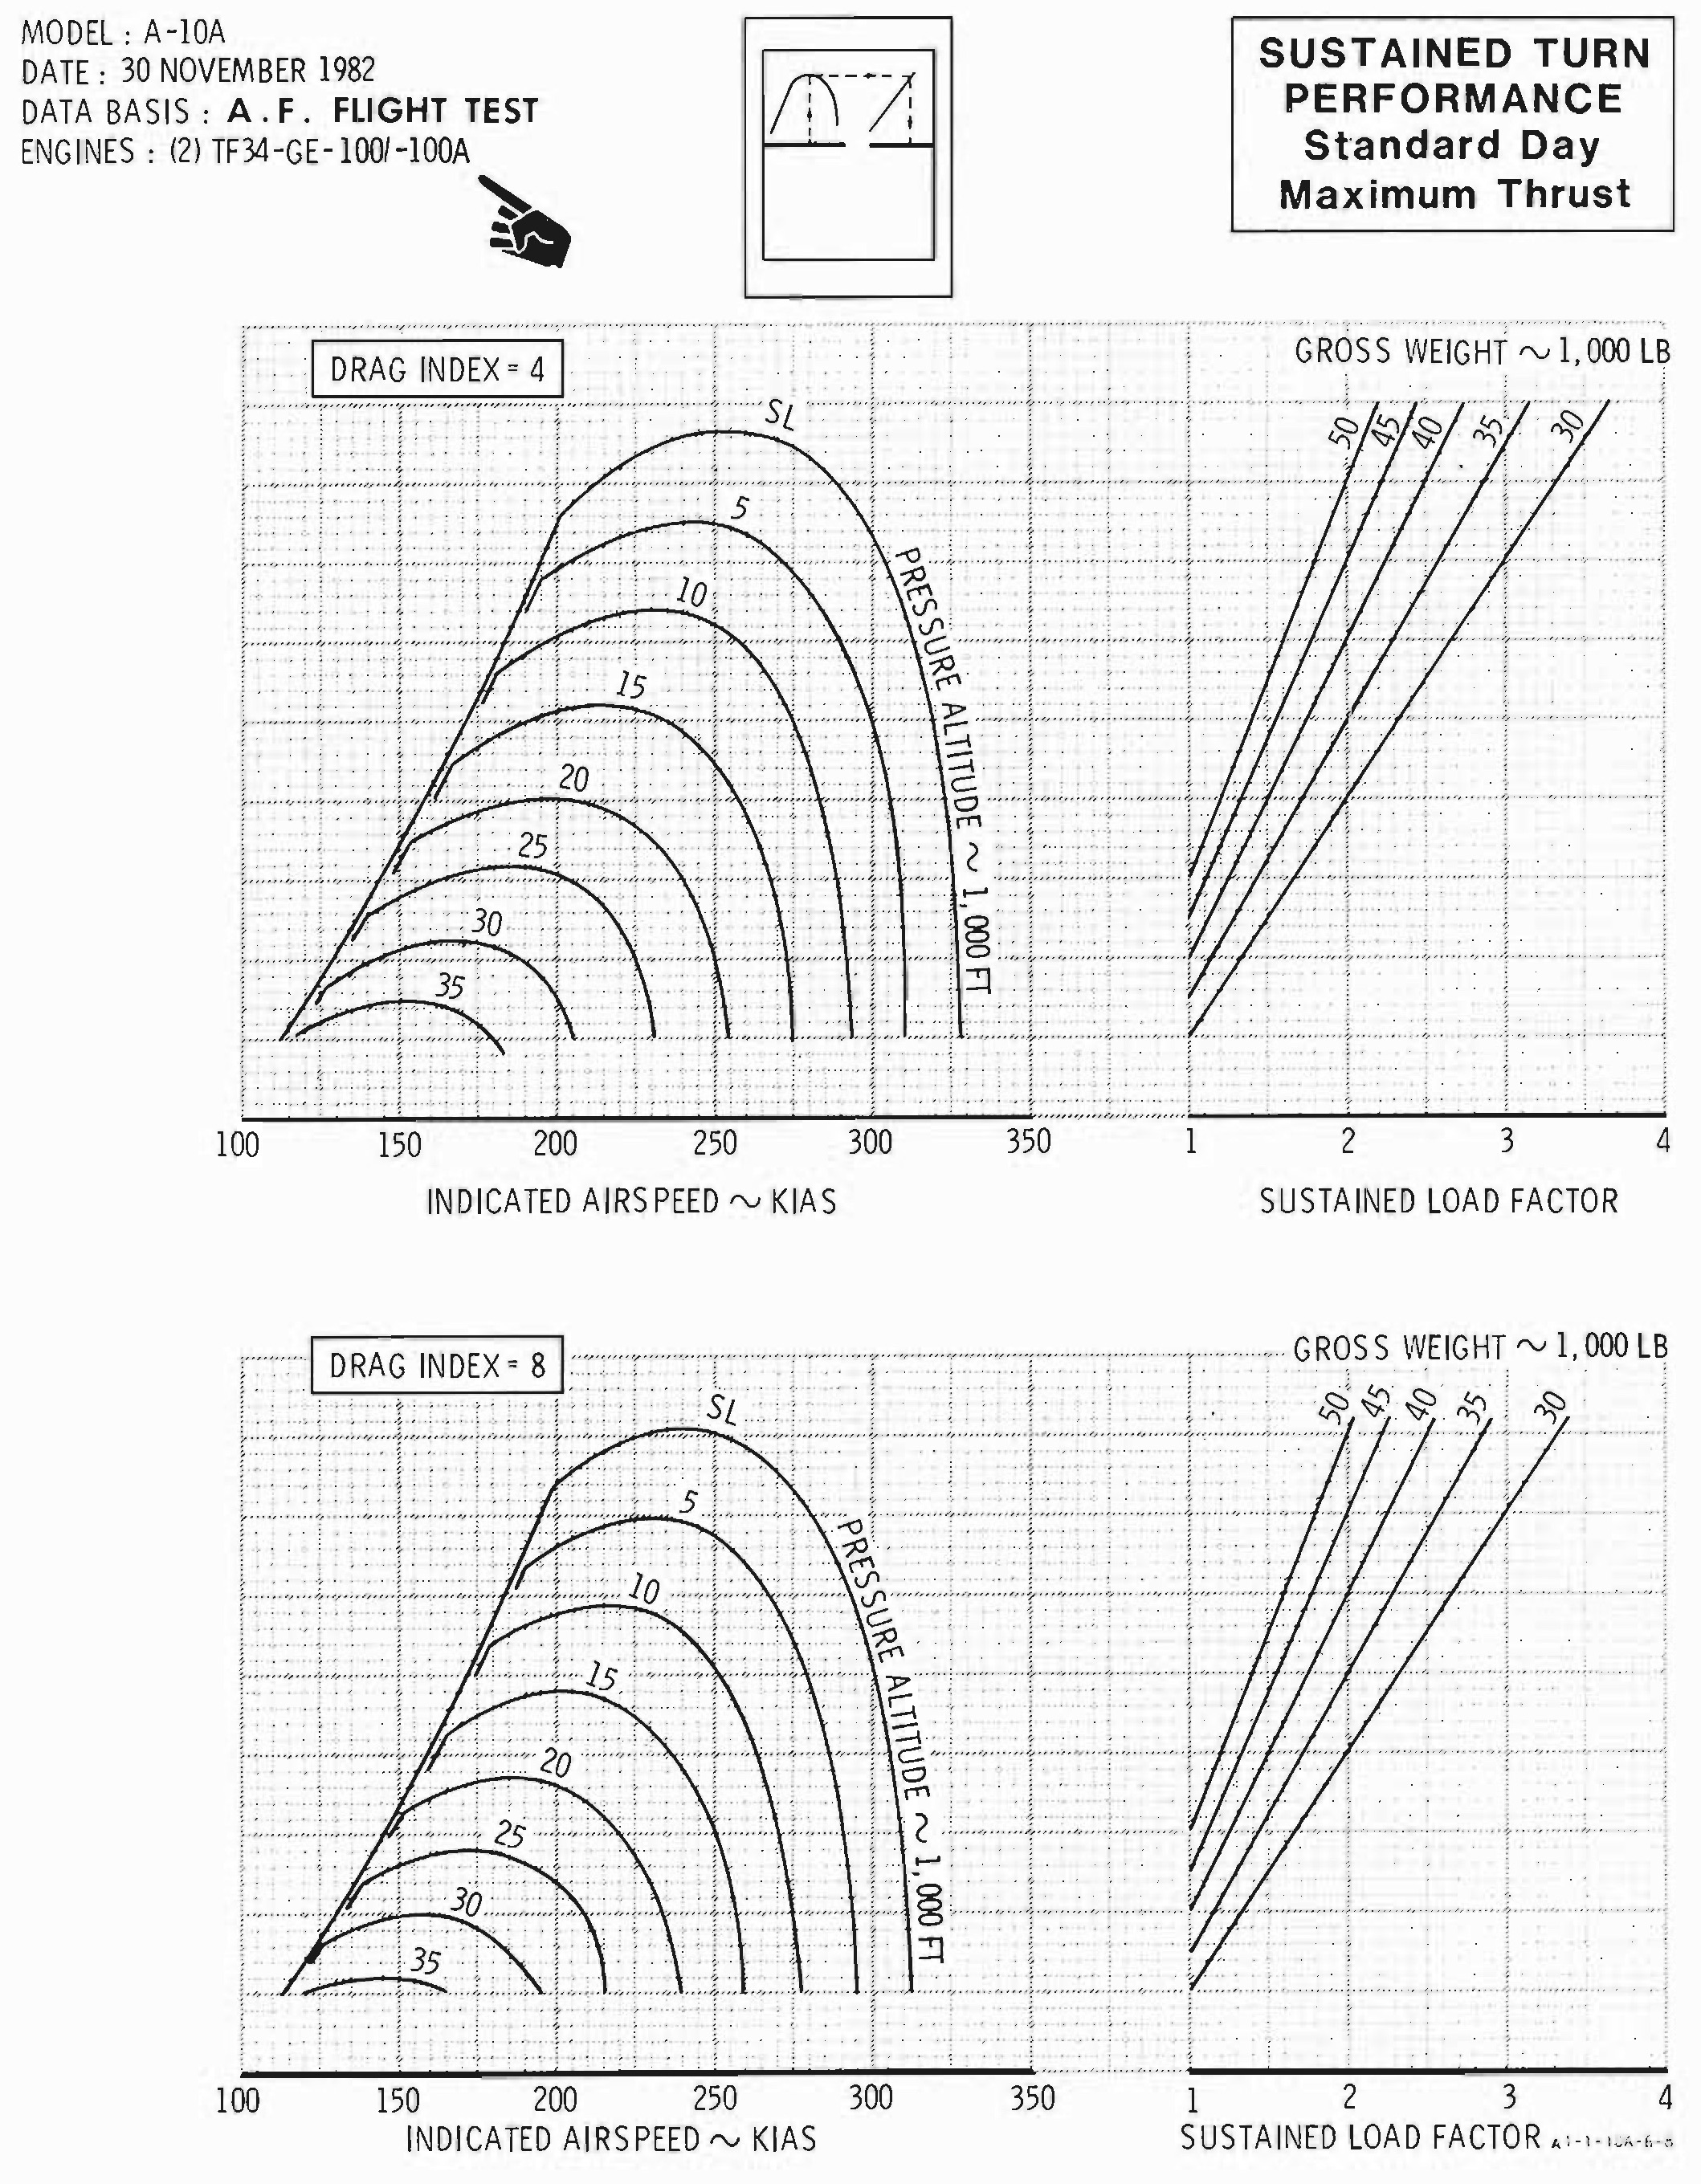 MODEL : A-10A
DATE : 30 NOVEMBER 1982
DATA BASIS : A.F. FLIGHT TEST
ENGINES : (2) TF34-GE-100/-100A
SUSTAINED TURN
PERFORMANCE
Standard Day
Maximum Thrust
DRAG INDEX = 4
GROSS WEIGHT ~ 1,000 LB
SL
5
10
15
20
25
30
35
PRESSURE ALTITUDE ~ 1,000 FT
50 45 40 35 30
100 150 200 250 300 350
1 2 3 4
INDICATED AIRSPEED ~ KIAS
SUSTAINED LOAD FACTOR
DRAG INDEX = 8
GROSS WEIGHT ~ 1,000 LB
SL
5
10
15
20
25
30
35
PRESSURE ALTITUDE ~ 1,000 FT
50 45 40 35 30
100 150 200 250 300 350
1 2 3 4
INDICATED AIRSPEED ~ KIAS
SUSTAINED LOAD FACTOR